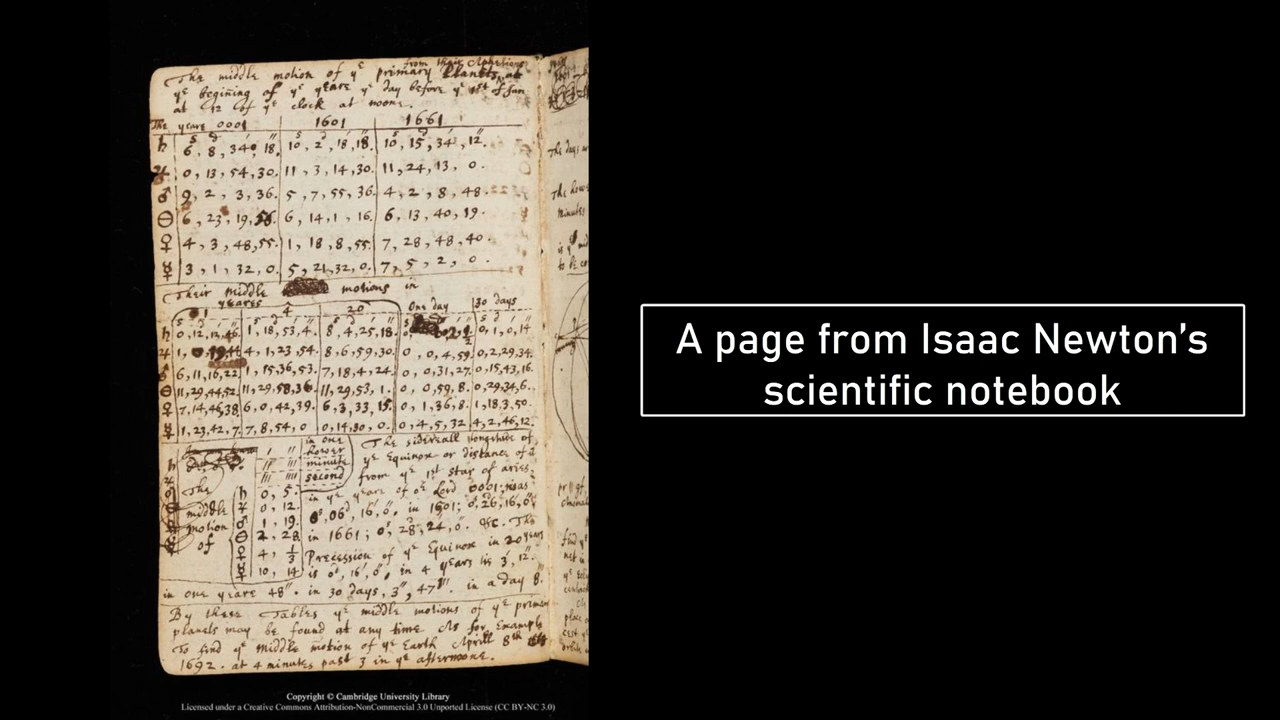 The middle motion of yᵉ primary Planets, from their Aphelions at
yᵉ begining of yᵉ yeare yᵉ day before yᵉ 1st of Jan
at 12 of yᵉ clock at noone.
The yeare 0001 1601 1661
s d ′ ″ s d ′ ″ s d ′ ″
♄ 6, 8, 34, 18. 10, 2, 18, 18. 10, 15, 34, 12.
♃ 0, 13, 54, 30. 11, 3, 14, 30. 11, 24, 13, 0.
♂ 9, 2, 3, 36. 5, 7, 55, 36. 4, 2, 8, 48.
⊖ 6, 23, 19, 6, 14, 1, 16. 6, 13, 40, 19.
♀ 4, 3, 48, 55. 1, 18, 8, 55. 7, 28, 48, 40.
☿ 3, 1, 32, 0. 5, 21, 32, 0. 7, 5, 2, 0.
Their middle motions in
yeares
1 4 20 One day 30 days
♄ 0, 12, 1, 18, 53, 4. 8, 4, 25, 18. 0, 1, 0, 14
♃ 1, 4, 1, 23, 54. 8, 6, 59, 30. 0, 0, 4, 59. 0, 2, 29, 34.
♂ 6, 11, 16, 22. 1, 15, 36, 53. 7, 18, 4, 24. 0, 0, 31, 27. 0, 15, 43, 16.
⊖ 11, 29, 44, 52. 11, 29, 58, 36. 11, 29, 53, 1. 0, 0, 59, 8. 0, 29, 34, 6.
♀ 7, 14, 46, 38. 6, 0, 42, 39. 6, 3, 33, 15. 0, 1, 36, 8. 1, 18, 3, 50.
☿ 1, 23, 42, 7. 7, 8, 54, 0 0, 14, 30, 0. 0, 4, 5, 32 4, 2, 46, 12.
in one
′ ″ hower
″ ‴ minute
‴ ⁗ second
The
middle
motion
of
♄ 0, 5.
♃ 0, 12.
♂ 1, 19.
⊖ 2, 28.
♀ 4, 1/3
☿ 10, 14
The sidereall longitude of
yᵉ Equinox or distance of it
from yᵉ 1st star of aries
in yᵉ yeare of oʳ Lord 0001; was
06ᵈ, 16′, 0″, in 1601; 0ˢ, 26, 16, 0″
in 1661; 0ˢ, 28°, 24′, 0″. &c. The
Precession of yᵉ Equinox in 20 yeares
is 0ᵈ, 16′, 0″, in 4 yeares tis 3′, 12″.
in one yeare 48″. in 30 days, 3″, 47‴. in a day 8‴.
By these Tables yᵉ middle motions of yᵉ primary
planets may be found at any time As for Example
To find yᵉ middle motion of yᵉ Earth Aprill 8th
1692. at 4 minutes past 3 in yᵉ afternoone.
Copyright © Cambridge University Library
Licensed under a Creative Commons Attribution-NonCommercial 3.0 Unported License (CC BY-NC 3.0)
A page from Isaac Newton's
scientific notebook